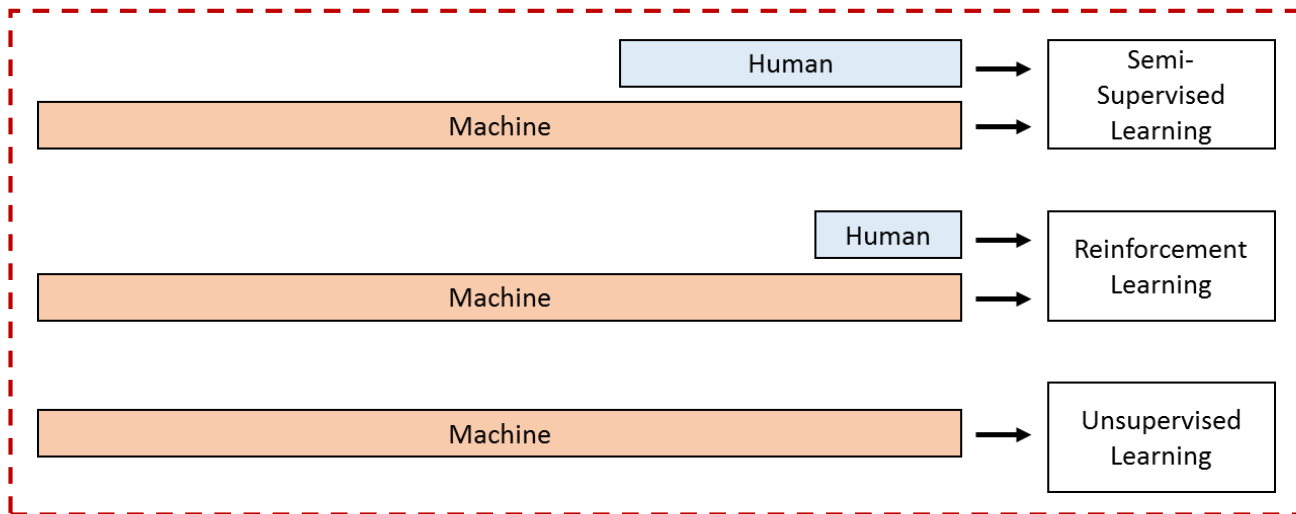 Human
Machine
Semi-
Supervised
Learning
Human
Machine
Reinforcement
Learning
Machine
Unsupervised
Learning